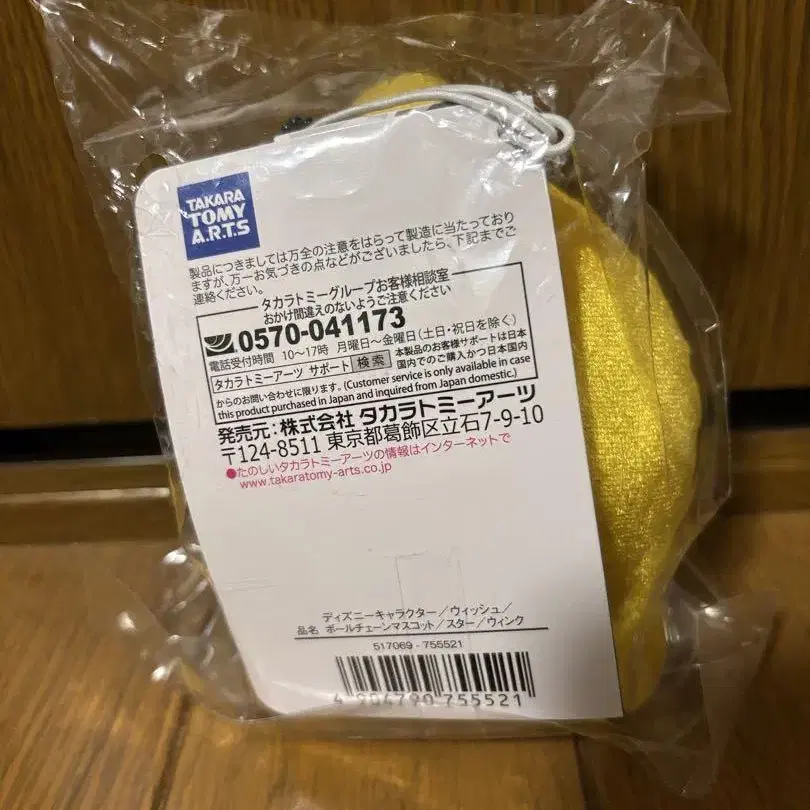 TAKARA
TOMY
A.R.T.S
製品につきましては万全の注意をはらって製造に当たっており
ますが、万一お気づきの点などがございましたら、下記までご
連絡ください。
タカラトミーグループお客様相談室
おかけ間違えのないようご注意ください
0570-041173
電話受付時間 10〜17時 月曜日〜金曜日(土日・祝日を除く)
タカラトミーアーツ サポート 検索 本製品のお客様サポートは日本国内でのご購入かつ日本国内
からのお問い合わせに限ります。(Customer service is only available in case
this product purchased in Japan and inquired from Japan domestic.)
発売元:株式会社 タカラトミーアーツ
〒124-8511 東京都葛飾区立石7-9-10
●たのしいタカラトミーアーツの情報はインターネットで
www.takaratomy-arts.co.jp
ディズニーキャラクター/ウィッシュ/
品名 ボールチェーンマスコット/スター/ウィンク
517069-755521
4 904790 755521